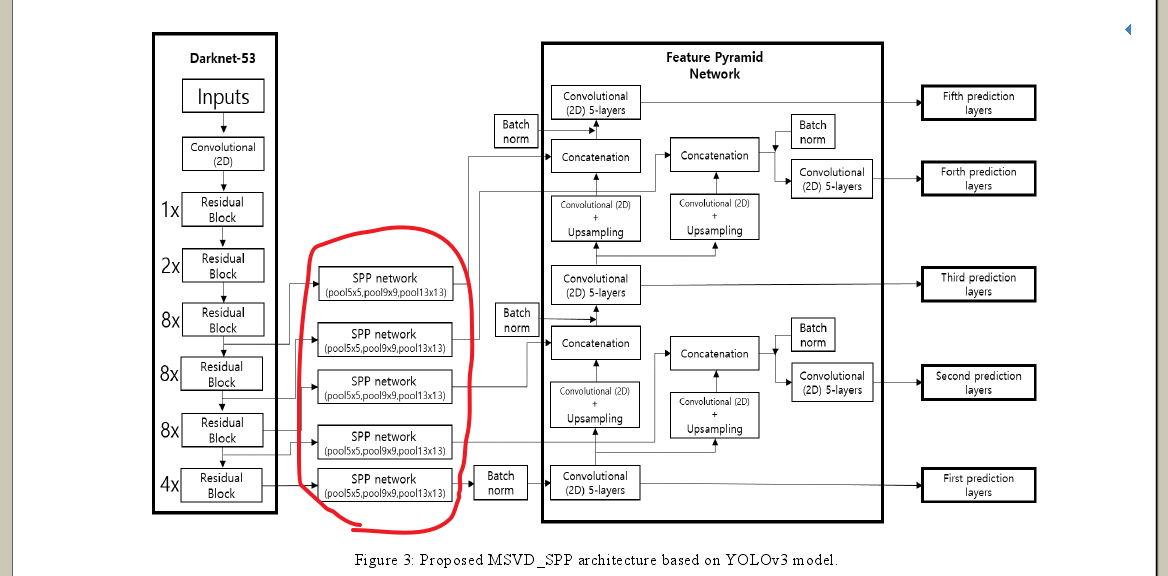 Darknet-53
Inputs
Convolutional
(2D)
1x
Residual
Block
2x
Residual
Block
8x
Residual
Block
8x
Residual
Block
8x
Residual
Block
4x
Residual
Block
SPP network
(pool5x5,pool9x9,pool13x13)
SPP network
(pool5x5,pool9x9,pool13x13)
SPP network
(pool5x5,pool9x9,pool13x13)
SPP network
(pool5x5,pool9x9,pool13x13)
SPP network
(pool5x5,pool9x9,pool13x13)
Batch
norm
Feature Pyramid
Network
Convolutional
(2D) 5-layers
Batch
norm
Concatenation
Convolutional (2D)
+
Upsampling
Convolutional
(2D) 5-layers
Batch
norm
Concatenation
Convolutional (2D)
+
Upsampling
Convolutional
(2D) 5-layers
Concatenation
Batch
norm
Convolutional
(2D) 5-layers
Convolutional (2D)
+
Upsampling
Concatenation
Batch
norm
Convolutional
(2D) 5-layers
Convolutional (2D)
+
Upsampling
Fifth prediction
layers
Forth prediction
layers
Third prediction
layers
Second prediction
layers
First prediction
layers
Figure 3: Proposed MSVD_SPP architecture based on YOLOv3 model.